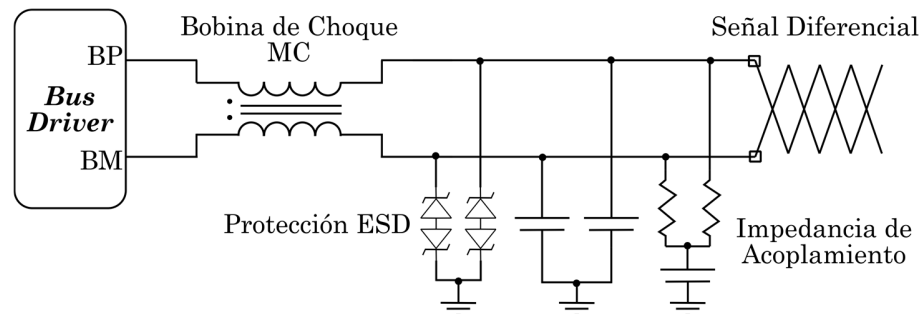 Bobina de Choque
MC
Señal Diferencial
BP
Bus
Driver
BM
Protección ESD
Impedancia de
Acoplamiento